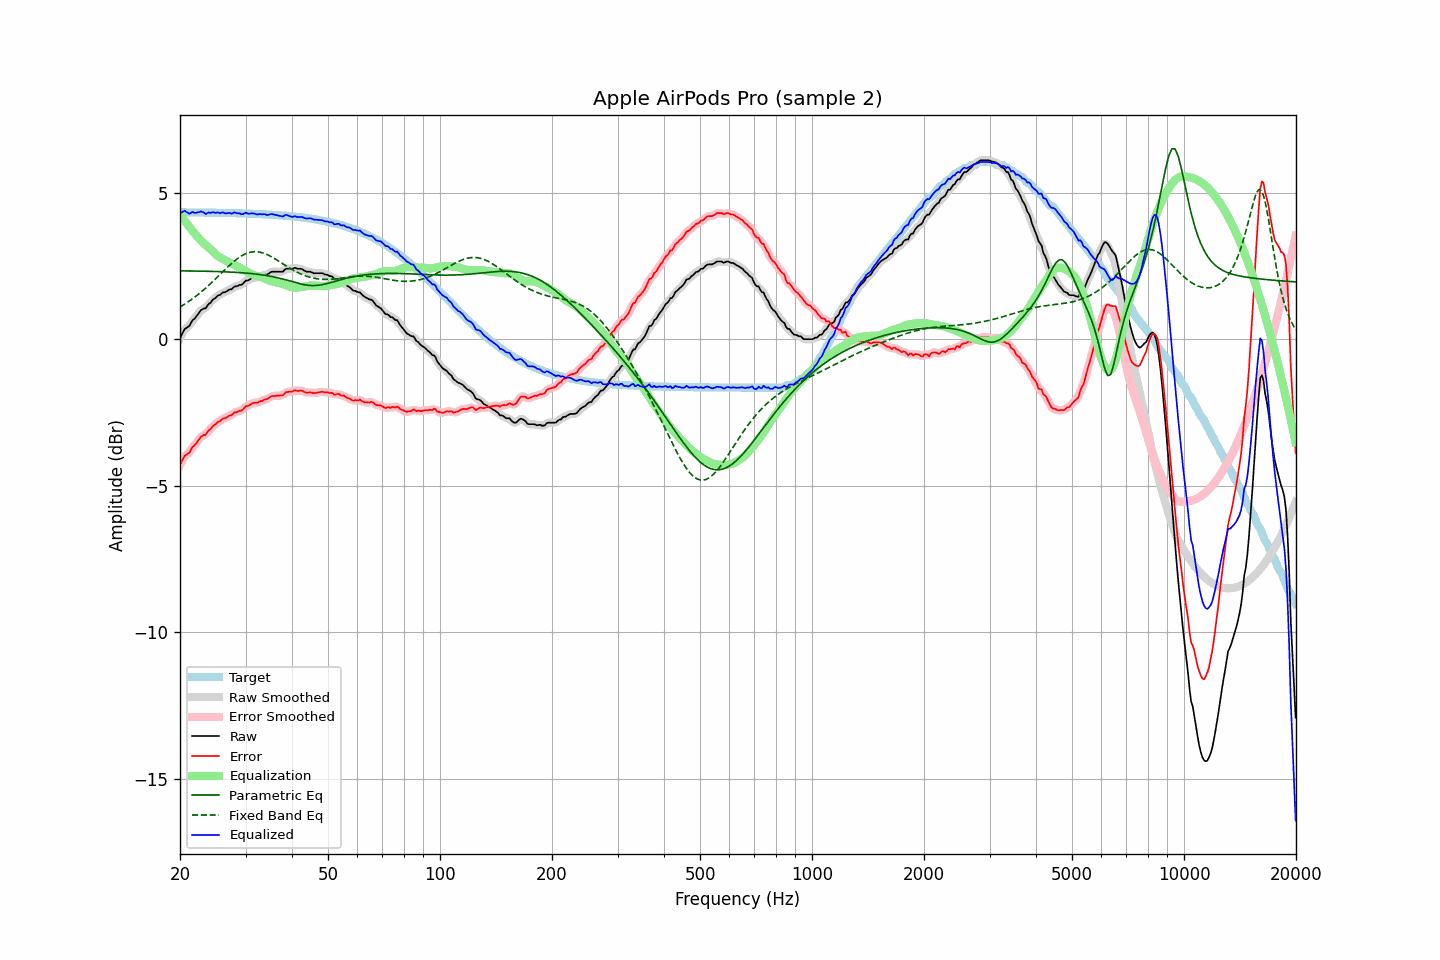 Apple AirPods Pro (sample 2)
Amplitude (dBr)
5
0
−5
−10
−15
Target
Raw Smoothed
Error Smoothed
Raw
Error
Equalization
Parametric Eq
Fixed Band Eq
Equalized
20 50 100 200 500 1000 2000 5000 10000 20000
Frequency (Hz)